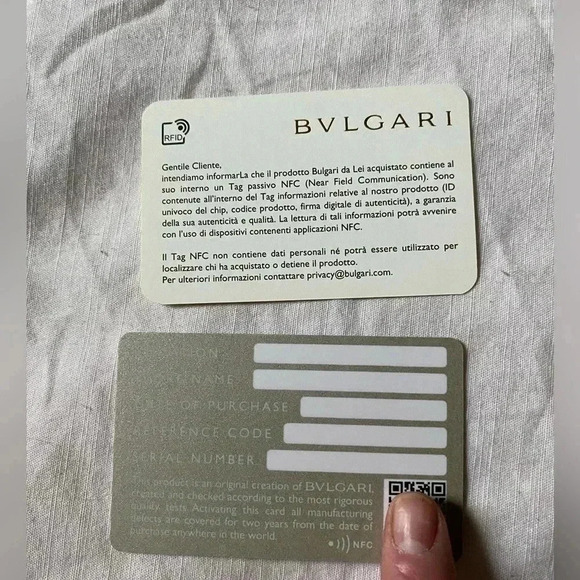 RFID
BVLGARI
Gentile Cliente,
intendiamo informarLa che il prodotto Bulgari da Lei acquistato contiene al
suo interno un Tag passivo NFC (Near Field Communication). Sono
contenute all'interno del Tag informazioni relative al nostro prodotto (ID
univoco del chip, codice prodotto, firma digitale di autenticità), a garanzia
della sua autenticità e qualità. La lettura di tali informazioni potrà avvenire
con l'uso di dispositivi contenenti applicazioni NFC.
Il Tag NFC non contiene dati personali né potrà essere utilizzato per
localizzare chi ha acquistato o detiene il prodotto.
Per ulteriori informazioni contattare privacy@bulgari.com.
NAME
OF PURCHASE
REFERENCE CODE
SERIAL NUMBER
This product is an original creation of BVLGARI,
and checked according to the most rigorous
quality tests. Activating this card all manufacturing
defects are covered for two years from the date of
purchase anywhere in the world.
NFC